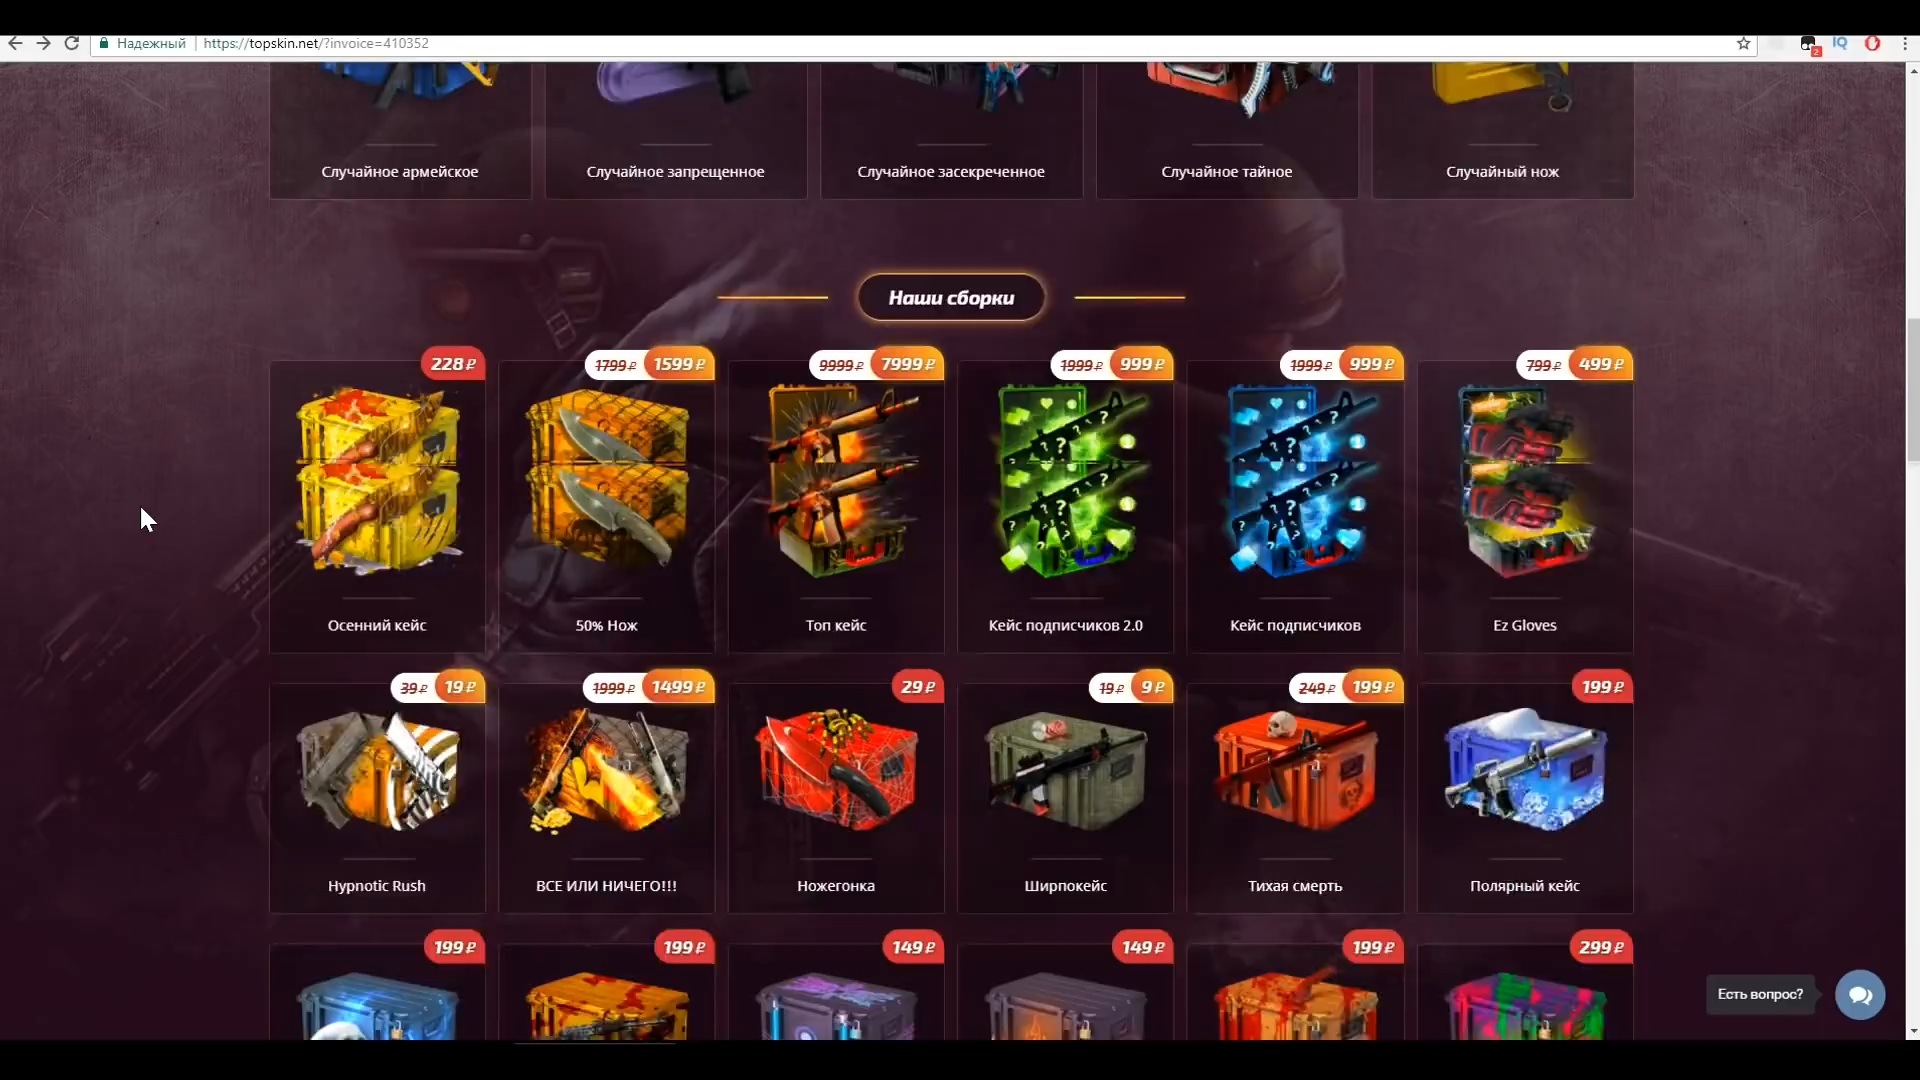 Надежный
https://topskin.net/?invoice=410352
2
IQ
Случайное армейское
Случайное запрещенное
Случайное засекреченное
Случайное тайное
Случайный нож
Наши сборки
228 ₽
1799 ₽ 1599 ₽
9999 ₽ 7999 ₽
1999 ₽ 999 ₽
1999 ₽ 999 ₽
799 ₽ 499 ₽
Осенний кейс
50% Нож
Топ кейс
Кейс подписчиков 2.0
Кейс подписчиков
Ez Gloves
39 ₽ 19 ₽
1999 ₽ 1499 ₽
29 ₽
19 ₽ 9 ₽
249 ₽ 199 ₽
199 ₽
Hypnotic Rush
ВСЕ ИЛИ НИЧЕГО!!!
Ножегонка
Ширпокейс
Тихая смерть
Полярный кейс
199 ₽
199 ₽
149 ₽
149 ₽
199 ₽
299 ₽
Есть вопрос?